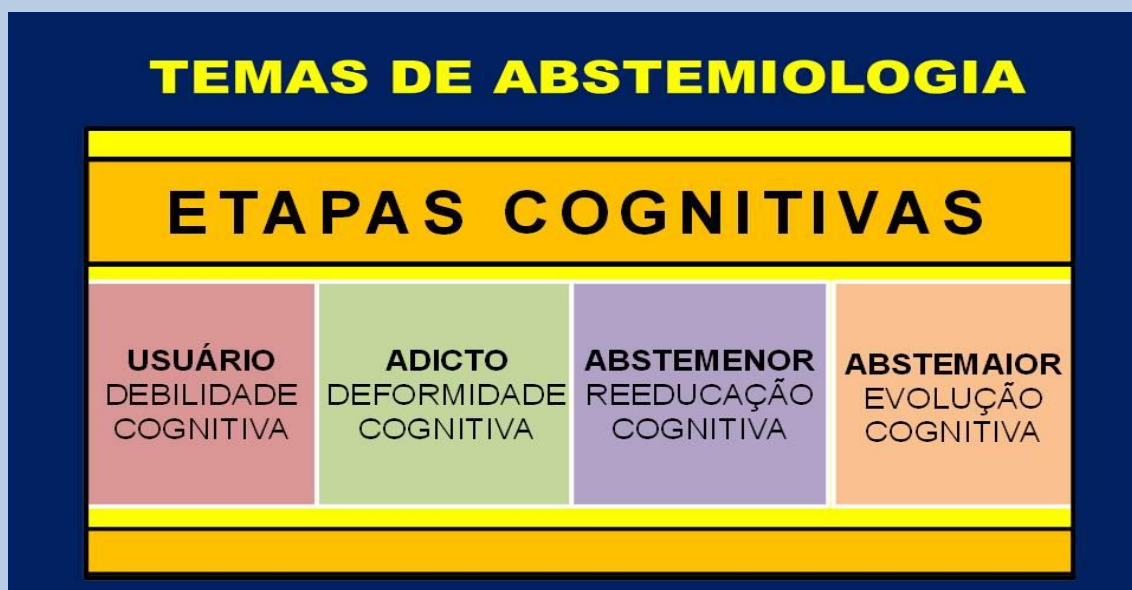 TEMAS DE ABSTEMIOLOGIA
ETAPAS COGNITIVAS
USUÁRIO
DEBILIDADE
COGNITIVA
ADICTO
DEFORMIDADE
COGNITIVA
ABSTEMENOR
REEDUCAÇÃO
COGNITIVA
ABSTEMAIOR
EVOLUÇÃO
COGNITIVA